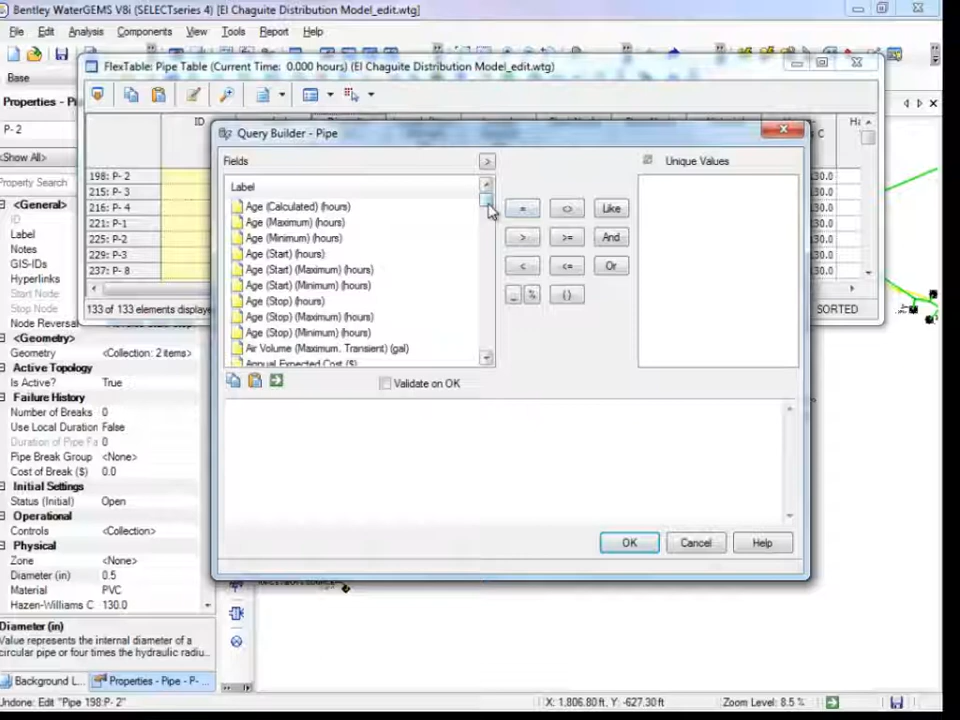 Bentley WaterGEMS V8i (SELECTseries 4) [El Chaguite Distribution Model_edit.wtg]
File Edit Analysis Components View Tools Report Help
FlexTable: Pipe Table (Current Time: 0.000 hours) (El Chaguite Distribution Model_edit.wtg)
Base
Properties - Pi
P-2
<Show All>
Property Search
<General>
ID
Label
Notes
GIS-IDs
Hyperlinks
Start Node
Stop Node
Node Reversal
<Geometry>
Geometry <Collection: 2 items>
Active Topology
Is Active? True
Failure History
Number of Breaks 0
Use Local Duration False
Duration of Pipe Fa 0
Pipe Break Group <None>
Cost of Break ($) 0.0
Initial Settings
Status (Initial) Open
Operational
Controls <Collection>
Physical
Zone <None>
Diameter (in) 0.5
Material PVC
Hazen-Williams C 130.0
Diameter (in)
Value represents the internal diameter of a
circular pipe or four times the hydraulic radiu..
Background L... Properties - Pipe - P-...
Undone: Edit "Pipe 198:P- 2"
ID
198: P- 2
215: P- 3
216: P- 4
221: P-1
225: P-2
229: P-3
237: P- 8
133 of 133 elements displaye
SORTED
C
Ha
130.0
130.0
130.0
130.0
130.0
130.0
130.0
Query Builder - Pipe
Fields > Unique Values
Label
Age (Calculated) (hours)
Age (Maximum) (hours)
Age (Minimum) (hours)
Age (Start) (hours)
Age (Start) (Maximum) (hours)
Age (Start) (Minimum) (hours)
Age (Stop) (hours)
Age (Stop) (Maximum) (hours)
Age (Stop) (Minimum) (hours)
Air Volume (Maximum, Transient) (gal)
Annual Expected Cost ($)
= <> Like
> >= And
< <= Or
_ % ( )
Validate on OK
OK Cancel Help
X: 1,806.80 ft, Y: -627.30 ft
Zoom Level: 8.5 %